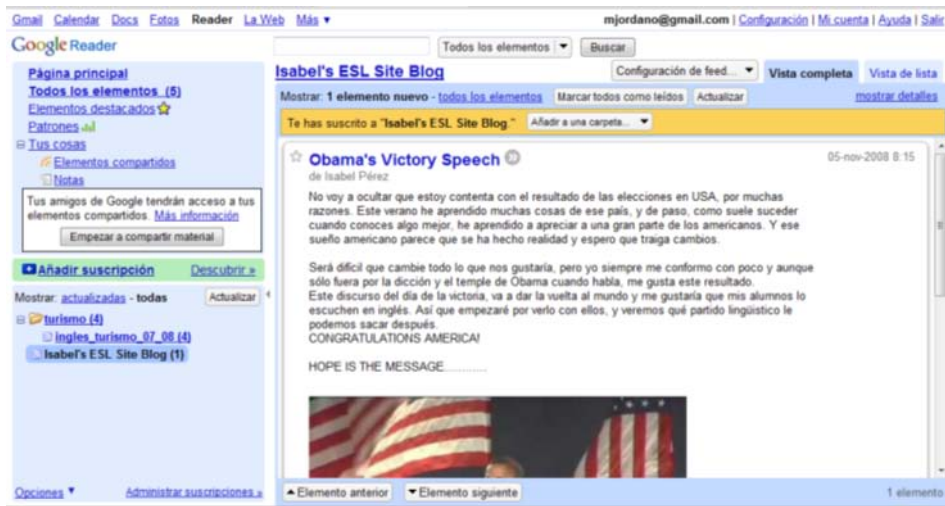 Gmail Calendar Docs Fotos Reader La Web Más ▼
mjordano@gmail.com | Configuración | Mi cuenta | Ayuda | Salir
Google Reader
Todos los elementos
Buscar
Página principal
Todos los elementos (5)
Elementos destacados
Patrones
Tus cosas
Elementos compartidos
Notas
Tus amigos de Google tendrán acceso a tus
elementos compartidos. Más información
Empezar a compartir material
Añadir suscripción Descubrir »
Mostrar: actualizadas - todas Actualizar
turismo (4)
ingles_turismo_07_08 (4)
Isabel's ESL Site Blog (1)
Opciones ▼ Administrar suscripciones »
Isabel's ESL Site Blog
Configuración de feed... Vista completa Vista de lista
Mostrar: 1 elemento nuevo - todos los elementos Marcar todos como leídos Actualizar mostrar detalles
Te has suscrito a "Isabel's ESL Site Blog." Añadir a una carpeta...
Obama's Victory Speech 05-nov-2008 8:15
de Isabel Pérez
No voy a ocultar que estoy contenta con el resultado de las elecciones en USA, por muchas
razones. Este verano he aprendido muchas cosas de ese país, y de paso, como suele suceder
cuando conoces algo mejor, he aprendido a apreciar a una gran parte de los americanos. Y ese
sueño americano parece que se ha hecho realidad y espero que traiga cambios.
Será difícil que cambie todo lo que nos gustaría, pero yo siempre me conformo con poco y aunque
sólo fuera por la dicción y el temple de Obama cuando habla, me gusta este resultado.
Este discurso del día de la victoria, va a dar la vuelta al mundo y me gustaría que mis alumnos lo
escuchen en inglés. Así que empezaré por verlo con ellos, y veremos qué partido lingüistico le
podemos sacar después.
CONGRATULATIONS AMERICA!
HOPE IS THE MESSAGE............
Elemento anterior Elemento siguiente 1 elemento